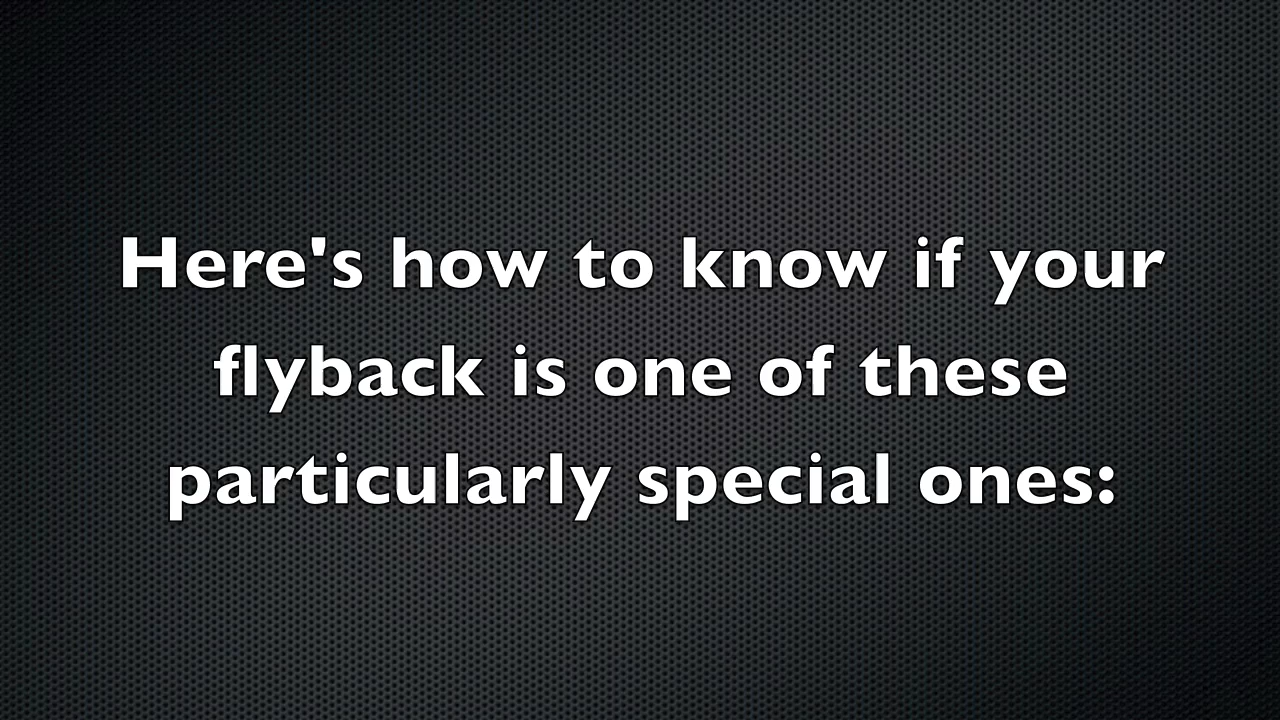 Here's how to know if your
flyback is one of these
particularly special ones: